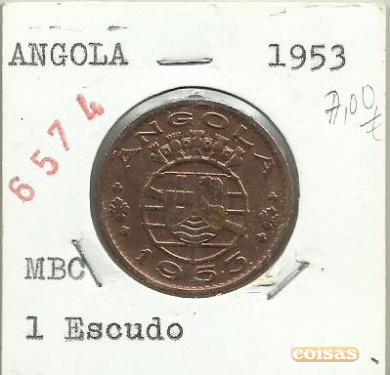 ANGOLA 1953
7,00 €
6574
ANGOLA
1953
MBC
1 Escudo
coisas